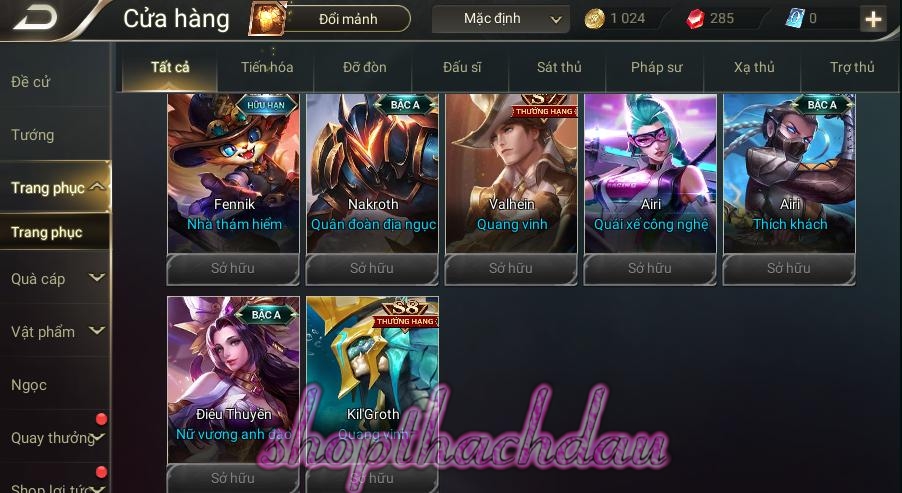 Cửa hàng
Đổi mảnh
Mặc định
1 024
285
0
Đề cử
Tướng
Trang phục
Trang phục
Quà cáp
Vật phẩm
Ngọc
Quay thưởng
Shop lợi tức
Tất cả
Tiến hóa
Đỡ đòn
Đấu sĩ
Sát thủ
Pháp sư
Xạ thủ
Trợ thủ
HỮU HẠN
Fennik
Nhà thám hiểm
Sở hữu
BẬC A
Nakroth
Quân đoàn địa ngục
Sở hữu
THƯỞNG HẠNG
Valhein
Quang vinh
Sở hữu
RACING
Airi
Quái xế công nghệ
Sở hữu
BẬC A
Airi
Thích khách
Sở hữu
BẬC A
Điêu Thuyền
Nữ vương anh đào
Sở hữu
S8
THƯỞNG HẠNG
Kil'Groth
Quang vinh
Sở hữu
shopthachdau